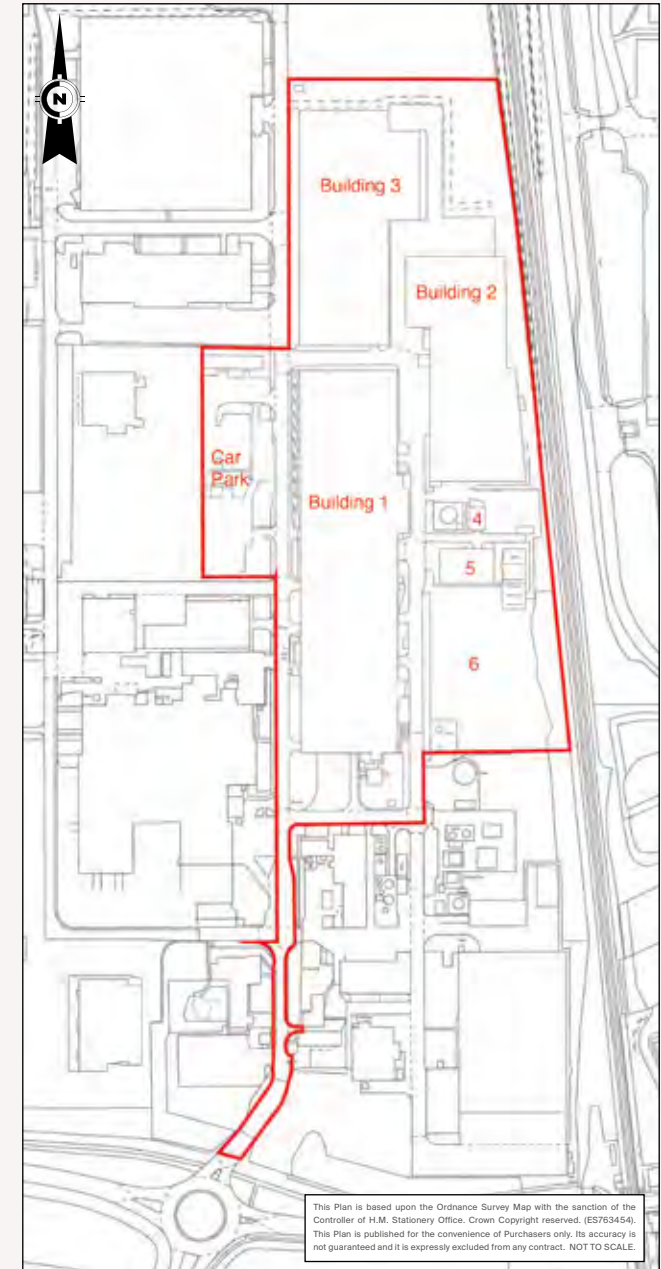 N
Building 3
Building 2
Car
Park
Building 1
4
5
6
This Plan is based upon the Ordnance Survey Map with the sanction of the
Controller of H.M. Stationery Office. Crown Copyright reserved. (ES763454).
This Plan is published for the convenience of Purchasers only. Its accuracy is
not guaranteed and it is expressly excluded from any contract. NOT TO SCALE.